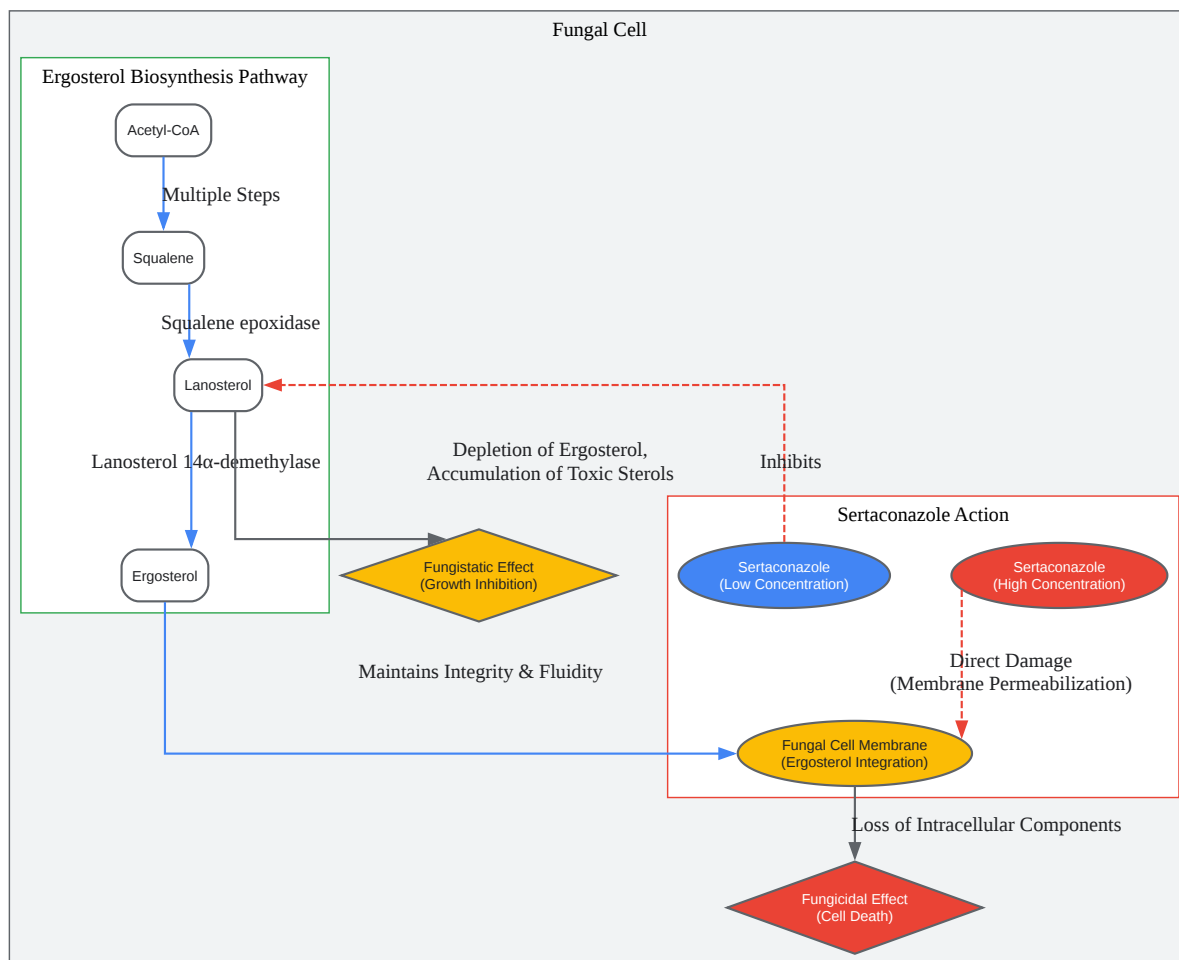 Fungal Cell
Ergosterol Biosynthesis Pathway
Acetyl-CoA
Multiple Steps
Squalene
Squalene epoxidase
Lanosterol
Lanosterol 14α-demethylase
Depletion of Ergosterol,
Accumulation of Toxic Sterols
Inhibits
Ergosterol
Fungistatic Effect
(Growth Inhibition)
Sertaconazole Action
Sertaconazole
(Low Concentration)
Sertaconazole
(High Concentration)
Maintains Integrity & Fluidity
Direct Damage
(Membrane Permeabilization)
Fungal Cell Membrane
(Ergosterol Integration)
Loss of Intracellular Components
Fungicidal Effect
(Cell Death)